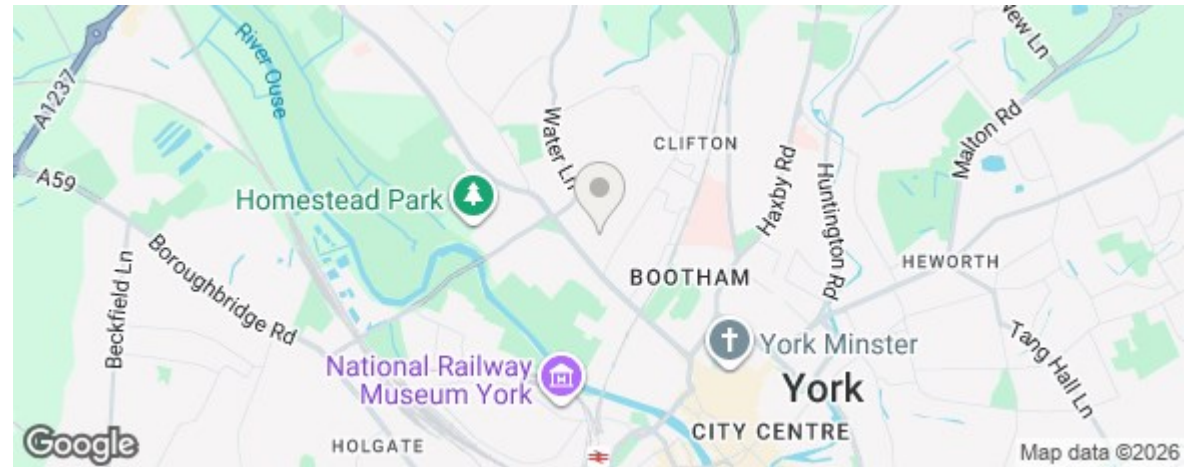 New Ln
River Ouse
A1237
Malton Rd
Water Ln
CLIFTON
Haxby Rd
Huntington Rd
A59
Homestead Park
Boroughbridge Rd
Beckfield Ln
BOOTHAM
HEWORTH
York Minster
Tang Hall Ln
National Railway
Museum York
York
CITY CENTRE
HOLGATE
Google
Map data ©2026